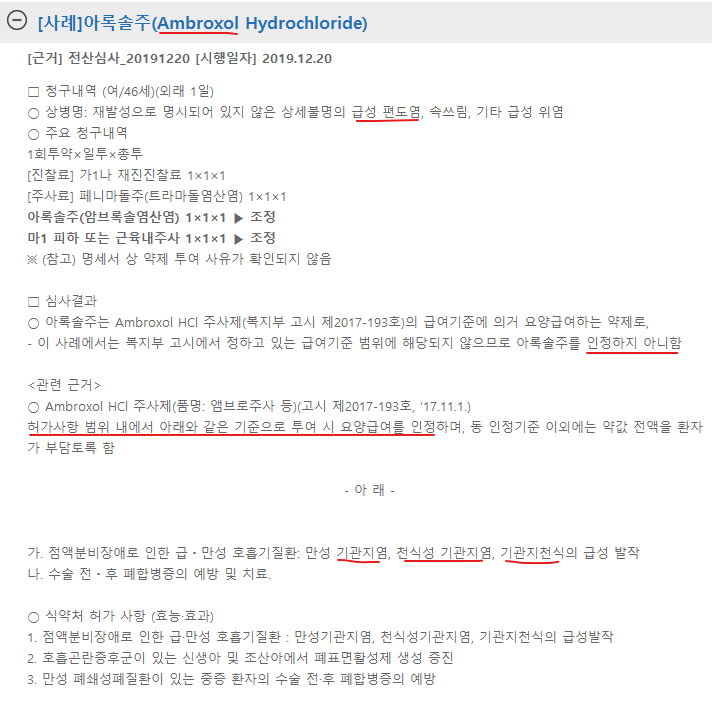 [사례]아록솔주(Ambroxol Hydrochloride)
[근거] 전산심사_20191220 [시행일자] 2019.12.20
□ 청구내역 (여/46세)(외래 1일)
○ 상병명: 재발성으로 명시되어 있지 않은 상세불명의 급성 편도염, 속쓰림, 기타 급성 위염
○ 주요 청구내역
1회투약×일투×총투
[진찰료] 가1나 재진진찰료 1×1×1
[주사료] 페니마돌주(트라마돌염산염) 1×1×1
아록솔주(암브록솔염산염) 1×1×1 ▶ 조정
마1 피하 또는 근육내주사 1×1×1 ▶ 조정
※ (참고) 명세서 상 약제 투여 사유가 확인되지 않음
□ 심사결과
○ 아록솔주는 Ambroxol HCl 주사제(복지부 고시 제2017-193호)의 급여기준에 의거 요양급여하는 약제로,
- 이 사례에서는 복지부 고시에서 정하고 있는 급여기준 범위에 해당되지 않으므로 아록솔주를 인정하지 아니함
<관련 근거>
○ Ambroxol HCl 주사제(품명: 앰브로주사 등)(고시 제2017-193호, ‘17.11.1.)
허가사항 범위 내에서 아래와 같은 기준으로 투여 시 요양급여를 인정하며, 동 인정기준 이외에는 약값 전액을 환자
가 부담토록 함
- 아 래 -
가. 점액분비장애로 인한 급・만성 호흡기질환: 만성 기관지염, 천식성 기관지염, 기관지천식의 급성 발작
나. 수술 전・후 폐합병증의 예방 및 치료.
○ 식약처 허가 사항 (효능·효과)
1. 점액분비장애로 인한 급·만성 호흡기질환 : 만성기관지염, 천식성기관지염, 기관지천식의 급성발작
2. 호흡곤란증후군이 있는 신생아 및 조산아에서 폐표면활성제 생성 증진
3. 만성 폐쇄성폐질환이 있는 중증 환자의 수술 전·후 폐합병증의 예방